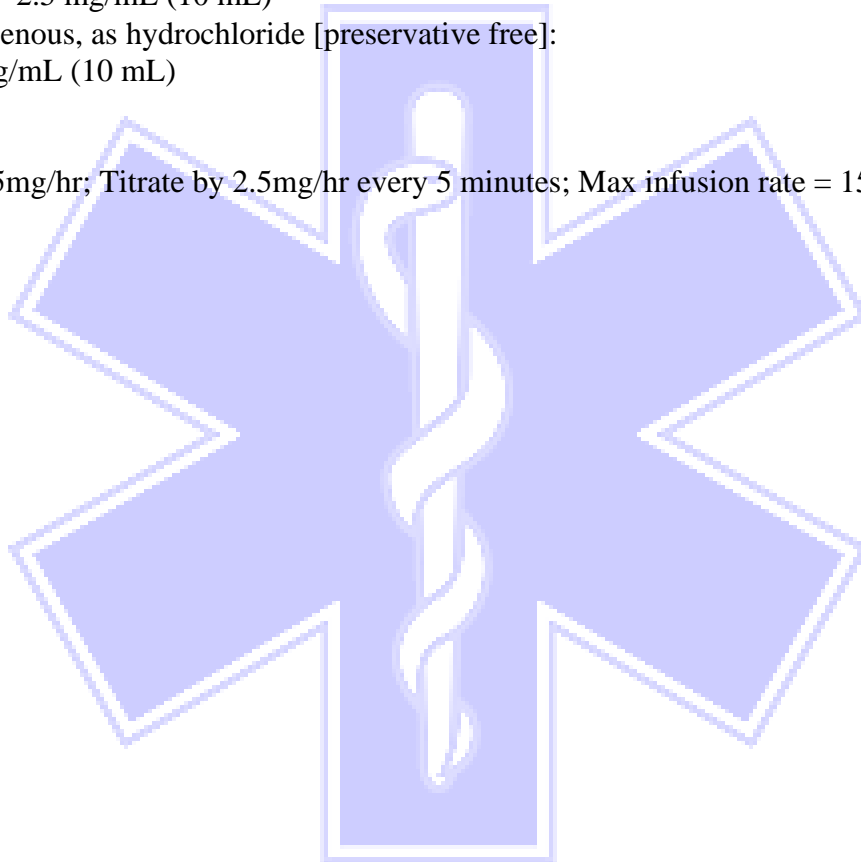 2.5 mg/mL (10 mL)
enous, as hydrochloride [preservative free]:
g/mL (10 mL)
5mg/hr; Titrate by 2.5mg/hr every 5 minutes; Max infusion rate = 15